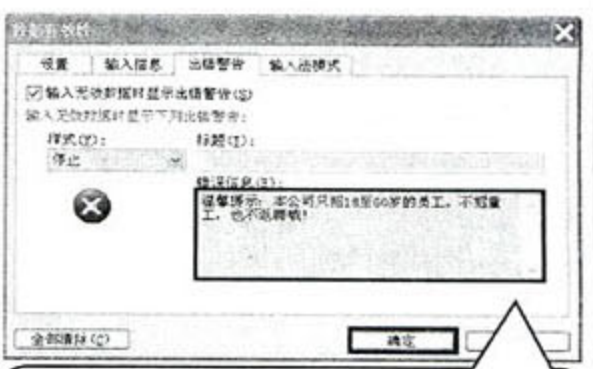 数据有效性
设置 输入信息 出错警告 输入法模式
输入无效数据时显示出错警告(S)
输入无效数据时显示下列出错警告:
样式(Y): 标题(T):
停止
错误信息(E):
温馨提示: 本公司只招18至60岁的员工, 不招童
工, 也不返聘哦!
全部清除(C) 确定